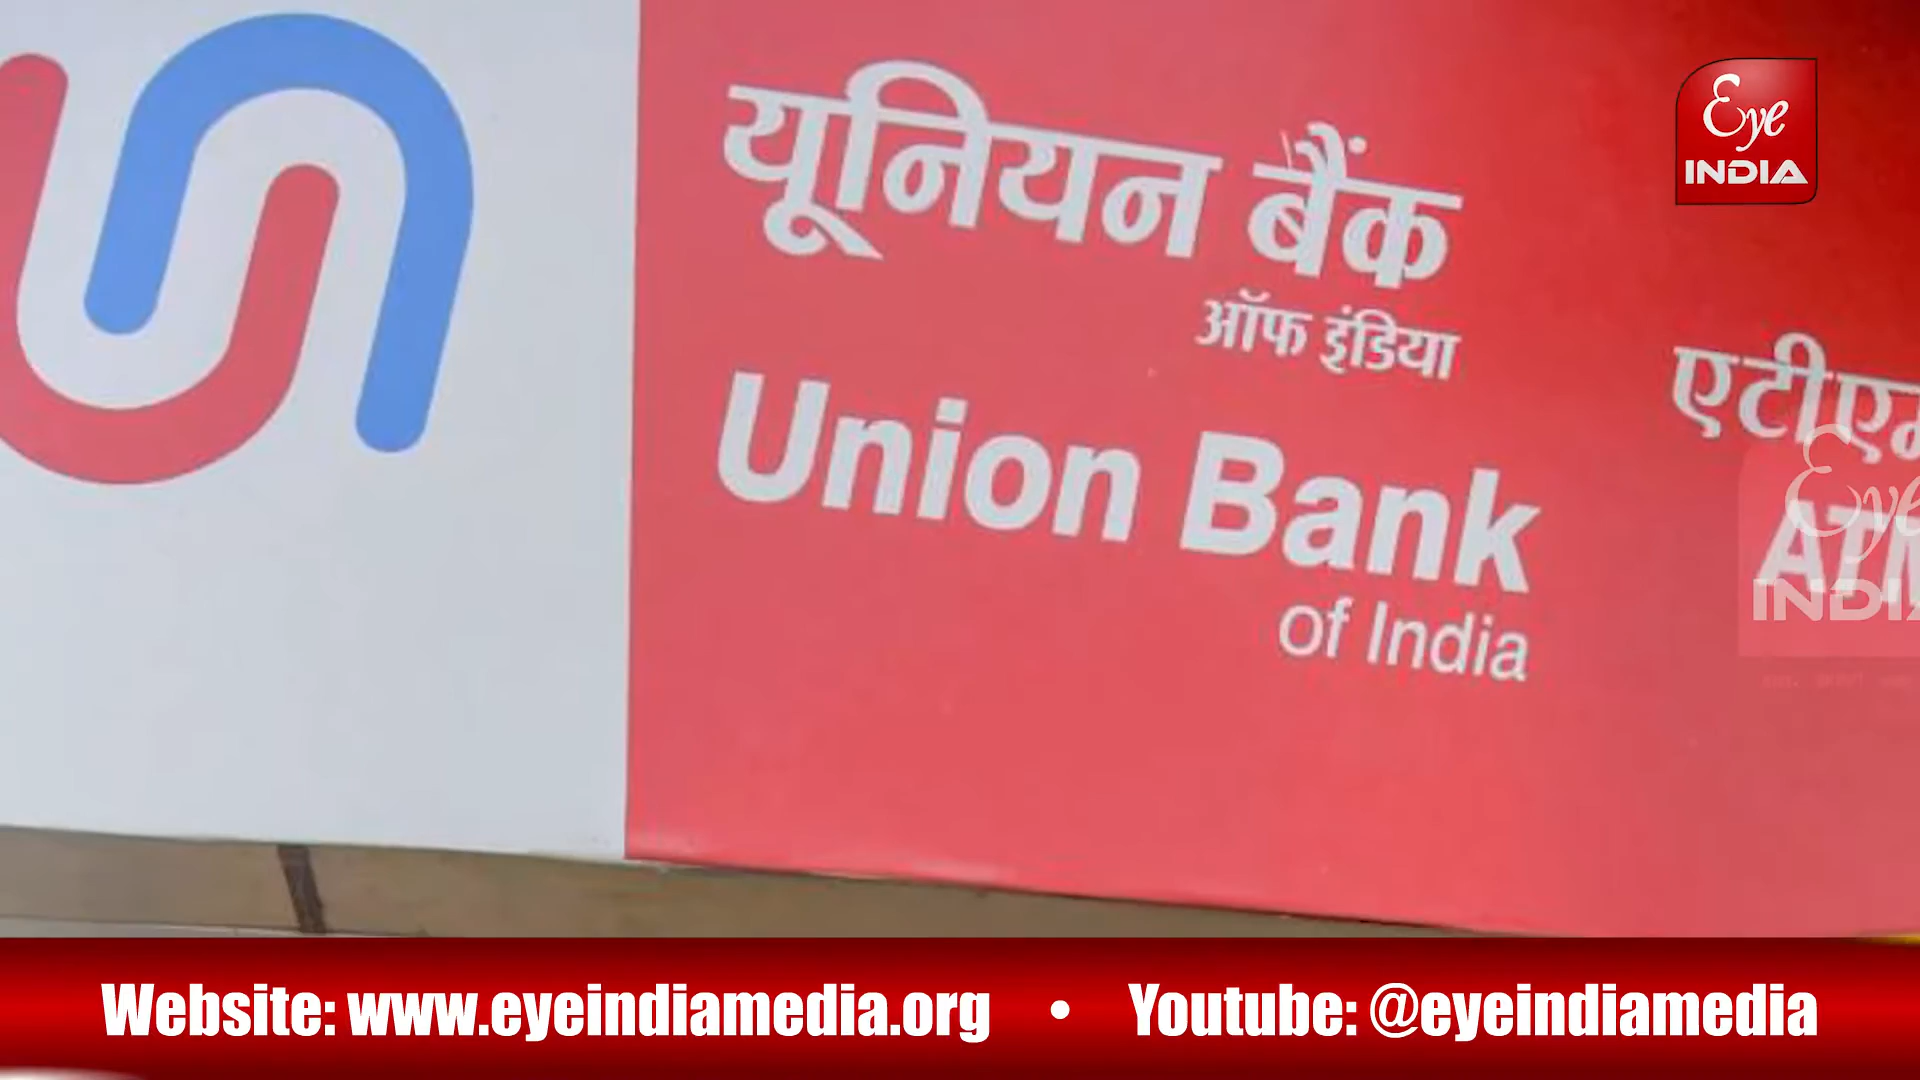 यूनियन बैंक
ऑफ इंडिया
Union Bank
of India
Eye
INDIA
Website: www.eyeindiamedia.org • Youtube: @eyeindiamedia